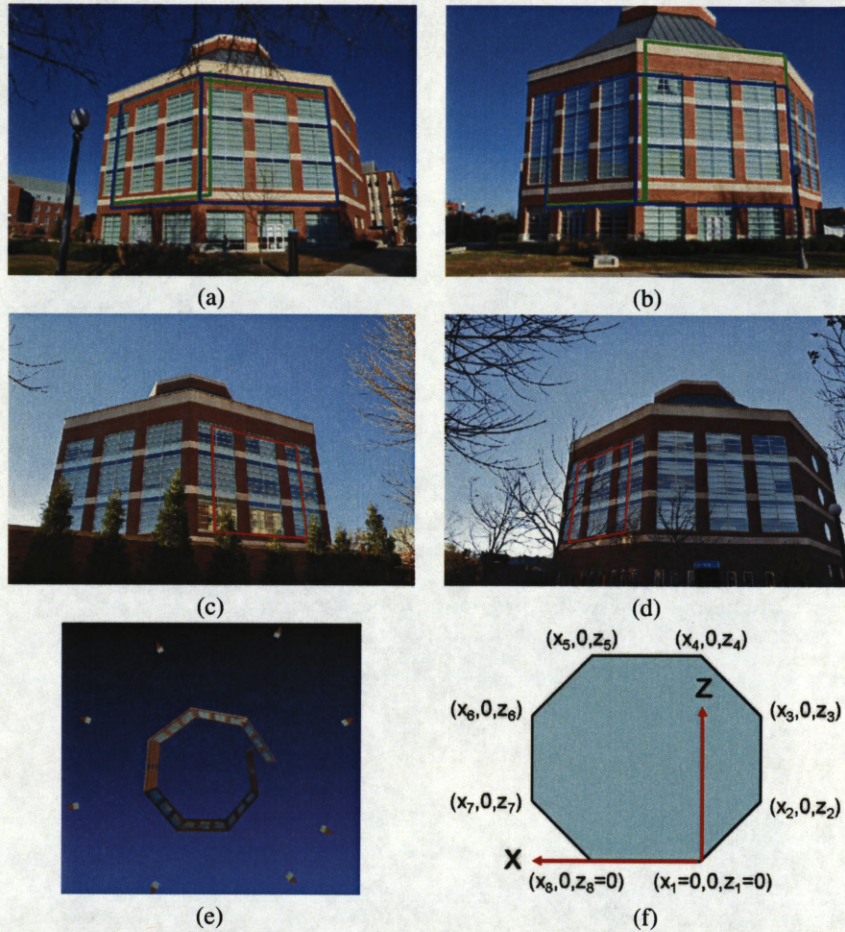 (a)
(b)
(c)
(d)
(x5,0,z5) (x4,0,z4)
Z
(x6,0,z6) (x3,0,z3)
(x7,0,z7) (x2,0,z2)
X
(x8,0,z8=0) (x1=0,0,z1=0)
(e)
(f)